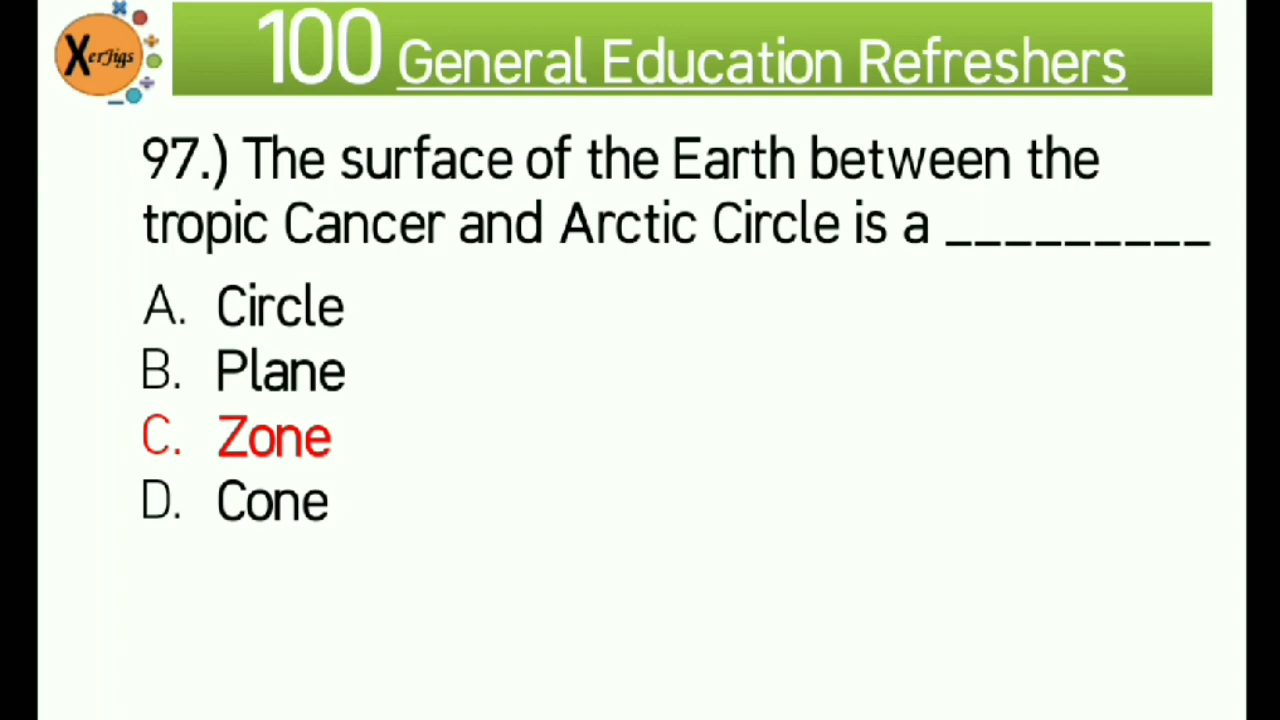 XerJigs
100 General Education Refreshers
97.) The surface of the Earth between the
tropic Cancer and Arctic Circle is a _________
A. Circle
B. Plane
C. Zone
D. Cone